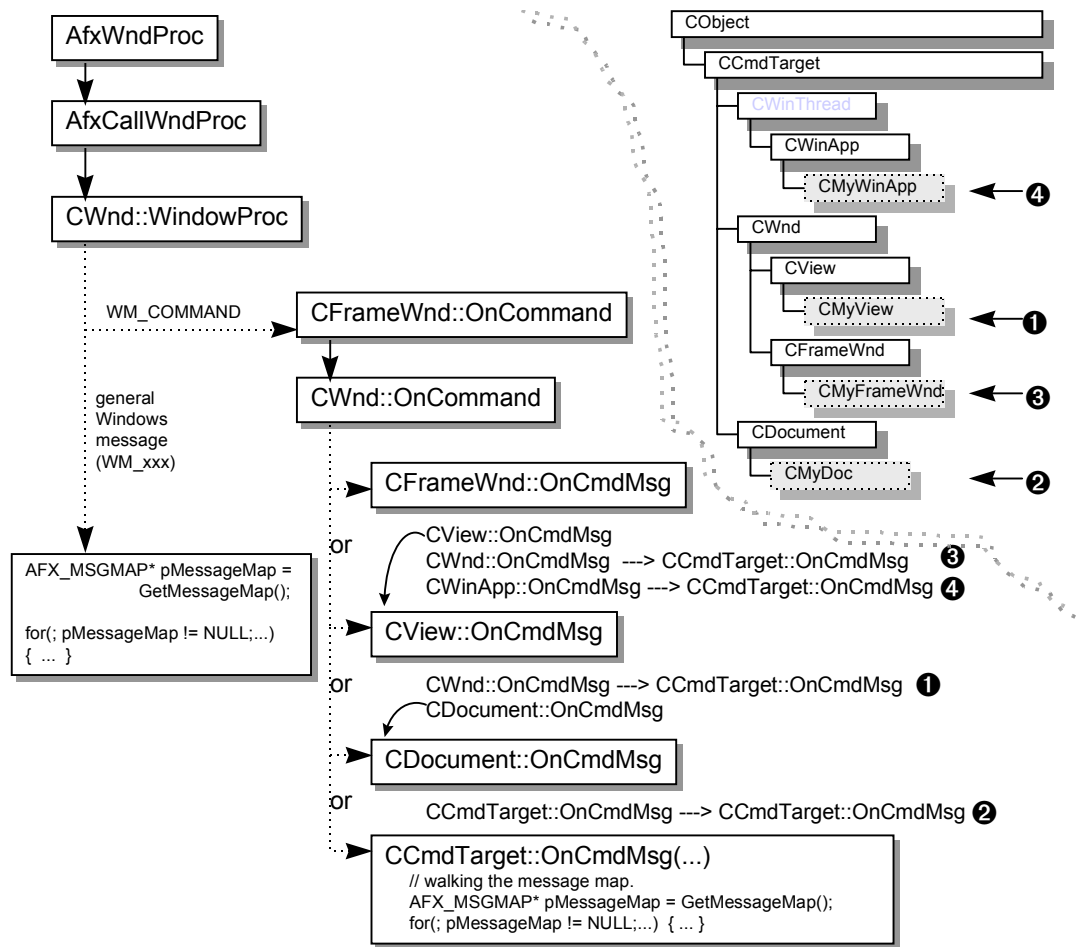 AfxWndProc
AfxCallWndProc
CWnd::WindowProc
WM_COMMAND
CFrameWnd::OnCommand
CWnd::OnCommand
general
Windows
message
(WM_xxx)
AFX_MSGMAP* pMessageMap =
GetMessageMap();
for(; pMessageMap != NULL;...)
{ ... }
CFrameWnd::OnCmdMsg
or
CView::OnCmdMsg
CWnd::OnCmdMsg ---> CCmdTarget::OnCmdMsg ❸
CWinApp::OnCmdMsg ---> CCmdTarget::OnCmdMsg ❹
CView::OnCmdMsg
or
CWnd::OnCmdMsg ---> CCmdTarget::OnCmdMsg ❶
CDocument::OnCmdMsg
CDocument::OnCmdMsg
or
CCmdTarget::OnCmdMsg ---> CCmdTarget::OnCmdMsg ❷
CCmdTarget::OnCmdMsg(...)
// walking the message map.
AFX_MSGMAP* pMessageMap = GetMessageMap();
for(; pMessageMap != NULL;...) { ... }
CObject
CCmdTarget
CWinThread
CWinApp
CMyWinApp ❹
CWnd
CView
CMyView ❶
CFrameWnd
CMyFrameWnd ❸
CDocument
CMyDoc ❷